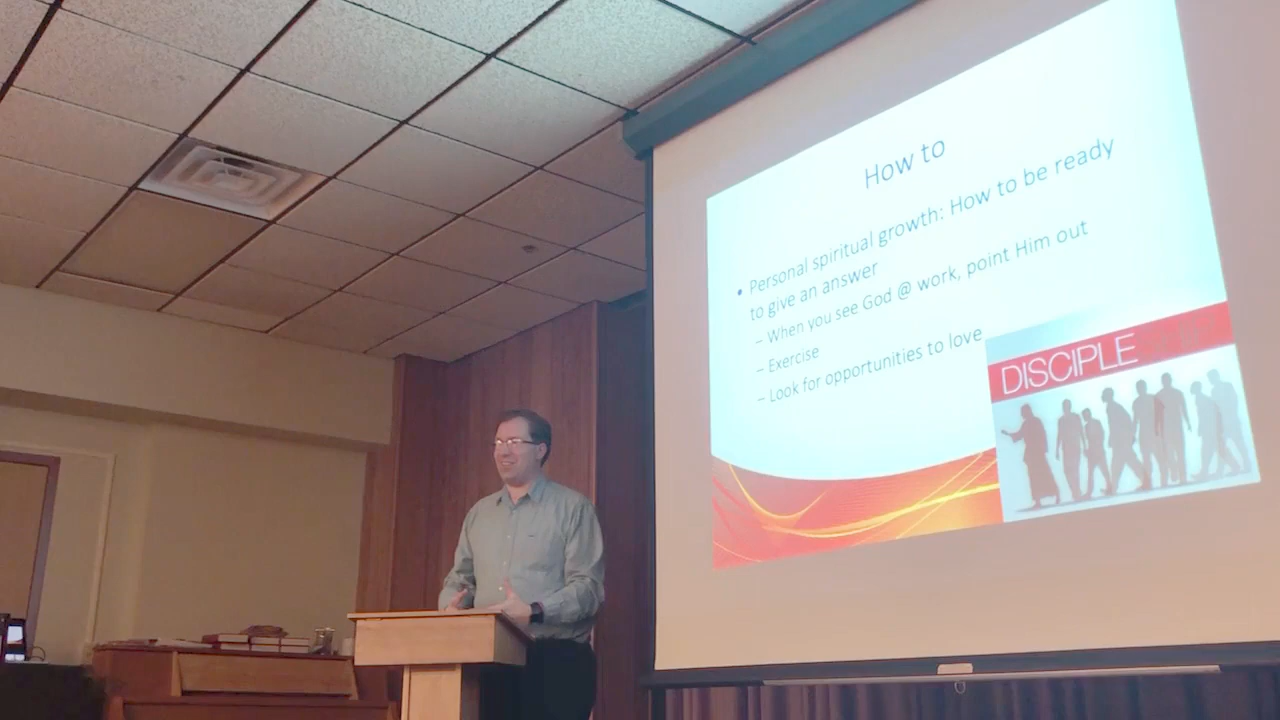 How to
• Personal spiritual growth: How to be ready
to give an answer
– When you see God @ work, point Him out
– Exercise
– Look for opportunities to love
DISCIPLE